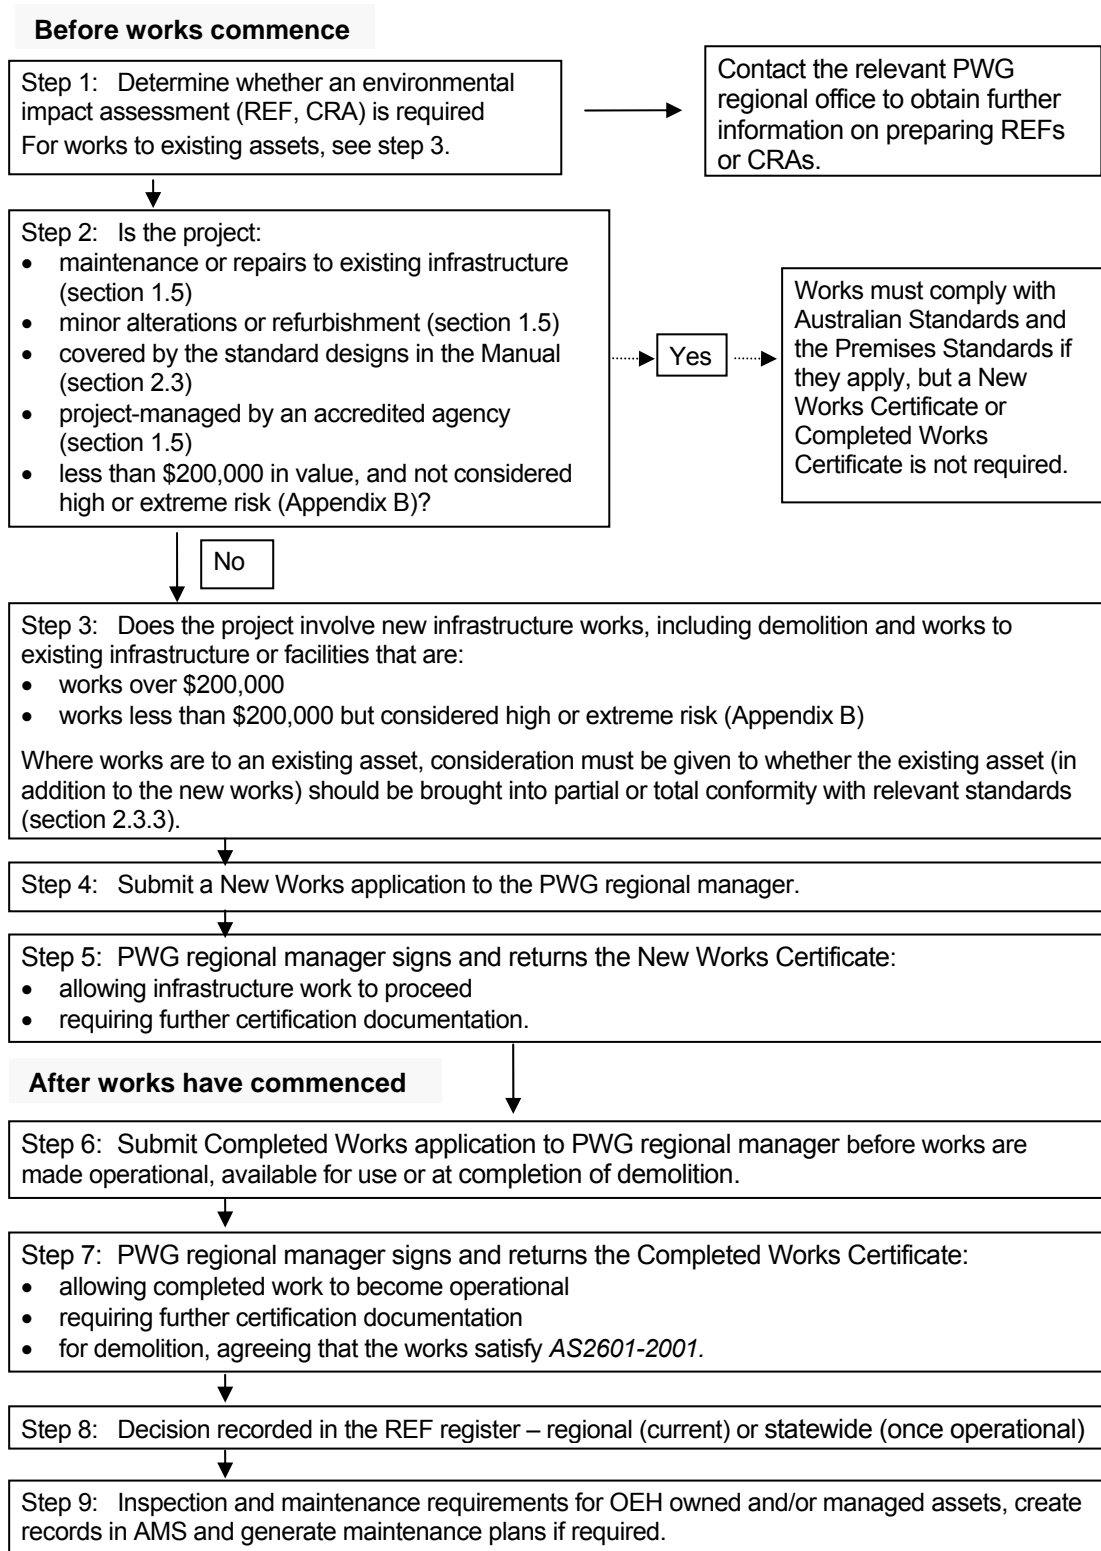 Before works commence
Step 1: Determine whether an environmental
impact assessment (REF, CRA) is required
For works to existing assets, see step 3.
Contact the relevant PWG
regional office to obtain further
information on preparing REFs
or CRAs.
Step 2: Is the project:
• maintenance or repairs to existing infrastructure
(section 1.5)
• minor alterations or refurbishment (section 1.5)
• covered by the standard designs in the Manual
(section 2.3)
• project-managed by an accredited agency
(section 1.5)
• less than $200,000 in value, and not considered
high or extreme risk (Appendix B)?
Yes
Works must comply with
Australian Standards and
the Premises Standards if
they apply, but a New
Works Certificate or
Completed Works
Certificate is not required.
No
Step 3: Does the project involve new infrastructure works, including demolition and works to
existing infrastructure or facilities that are:
• works over $200,000
• works less than $200,000 but considered high or extreme risk (Appendix B)
Where works are to an existing asset, consideration must be given to whether the existing asset (in
addition to the new works) should be brought into partial or total conformity with relevant standards
(section 2.3.3).
Step 4: Submit a New Works application to the PWG regional manager.
Step 5: PWG regional manager signs and returns the New Works Certificate:
• allowing infrastructure work to proceed
• requiring further certification documentation.
After works have commenced
Step 6: Submit Completed Works application to PWG regional manager before works are
made operational, available for use or at completion of demolition.
Step 7: PWG regional manager signs and returns the Completed Works Certificate:
• allowing completed work to become operational
• requiring further certification documentation
• for demolition, agreeing that the works satisfy AS2601-2001.
Step 8: Decision recorded in the REF register – regional (current) or statewide (once operational)
Step 9: Inspection and maintenance requirements for OEH owned and/or managed assets, create
records in AMS and generate maintenance plans if required.